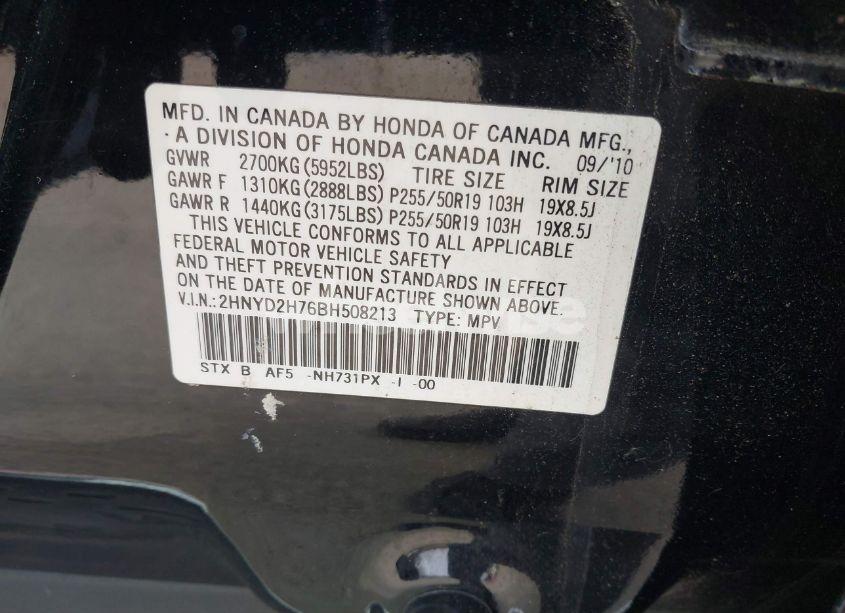 MFD. IN CANADA BY HONDA OF CANADA MFG.,
· A DIVISION OF HONDA CANADA INC. 09/'10
GVWR 2700KG(5952LBS) TIRE SIZE RIM SIZE
GAWR F 1310KG(2888LBS) P255/50R19 103H 19X8.5J
GAWR R 1440KG(3175LBS) P255/50R19 103H 19X8.5J
THIS VEHICLE CONFORMS TO ALL APPLICABLE
FEDERAL MOTOR VEHICLE SAFETY
AND THEFT PREVENTION STANDARDS IN EFFECT
ON THE DATE OF MANUFACTURE SHOWN ABOVE.
V.I.N.:2HNYD2H76BH508213 TYPE: MPV
STX B AF5 -NH731PX -I -00